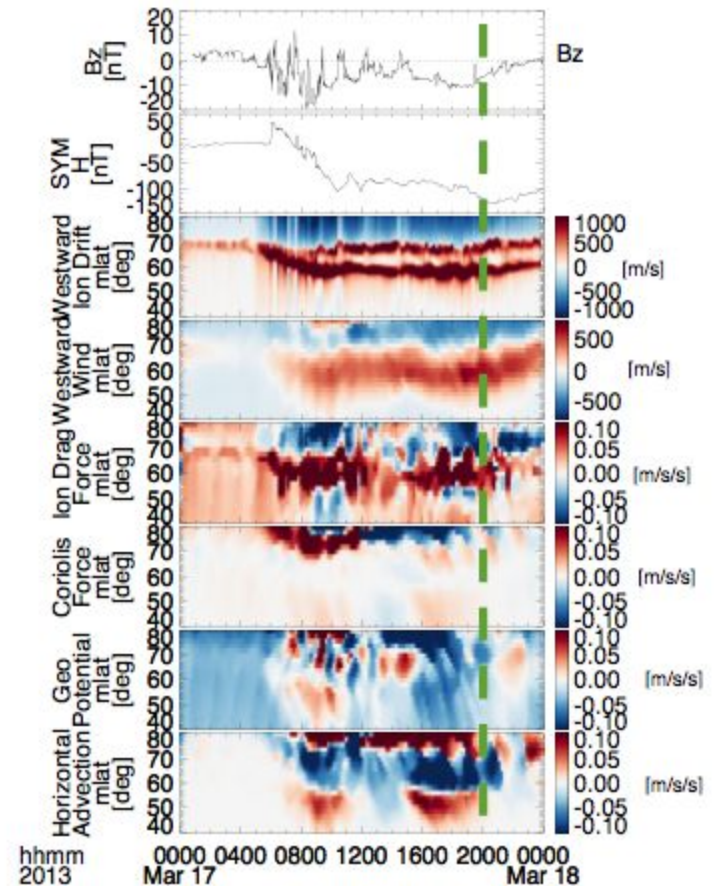 20
10
0
-10
-20
Bz
[nT]
Bz
50
0
-50
-100
-150
SYM
H
[nT]
80
70
60
50
40
Westward
Ion Drift
mlat
[deg]
1000
500
0
-500
-1000
[m/s]
80
70
60
50
40
Westward
Wind
mlat
[deg]
500
0
-500
[m/s]
80
70
60
50
40
Ion Drag
Force
mlat
[deg]
0.10
0.05
0.00
-0.05
-0.10
[m/s/s]
80
70
60
50
40
Coriolis
Force
mlat
[deg]
0.10
0.05
0.00
-0.05
-0.10
[m/s/s]
80
70
60
50
40
Geo
Potential
mlat
[deg]
0.10
0.05
0.00
-0.05
-0.10
[m/s/s]
80
70
60
50
40
Horizontal
Advection
mlat
[deg]
0.10
0.05
0.00
-0.05
-0.10
[m/s/s]
hhmm 0000 0400 0800 1200 1600 2000 0000
2013 Mar 17 Mar 18